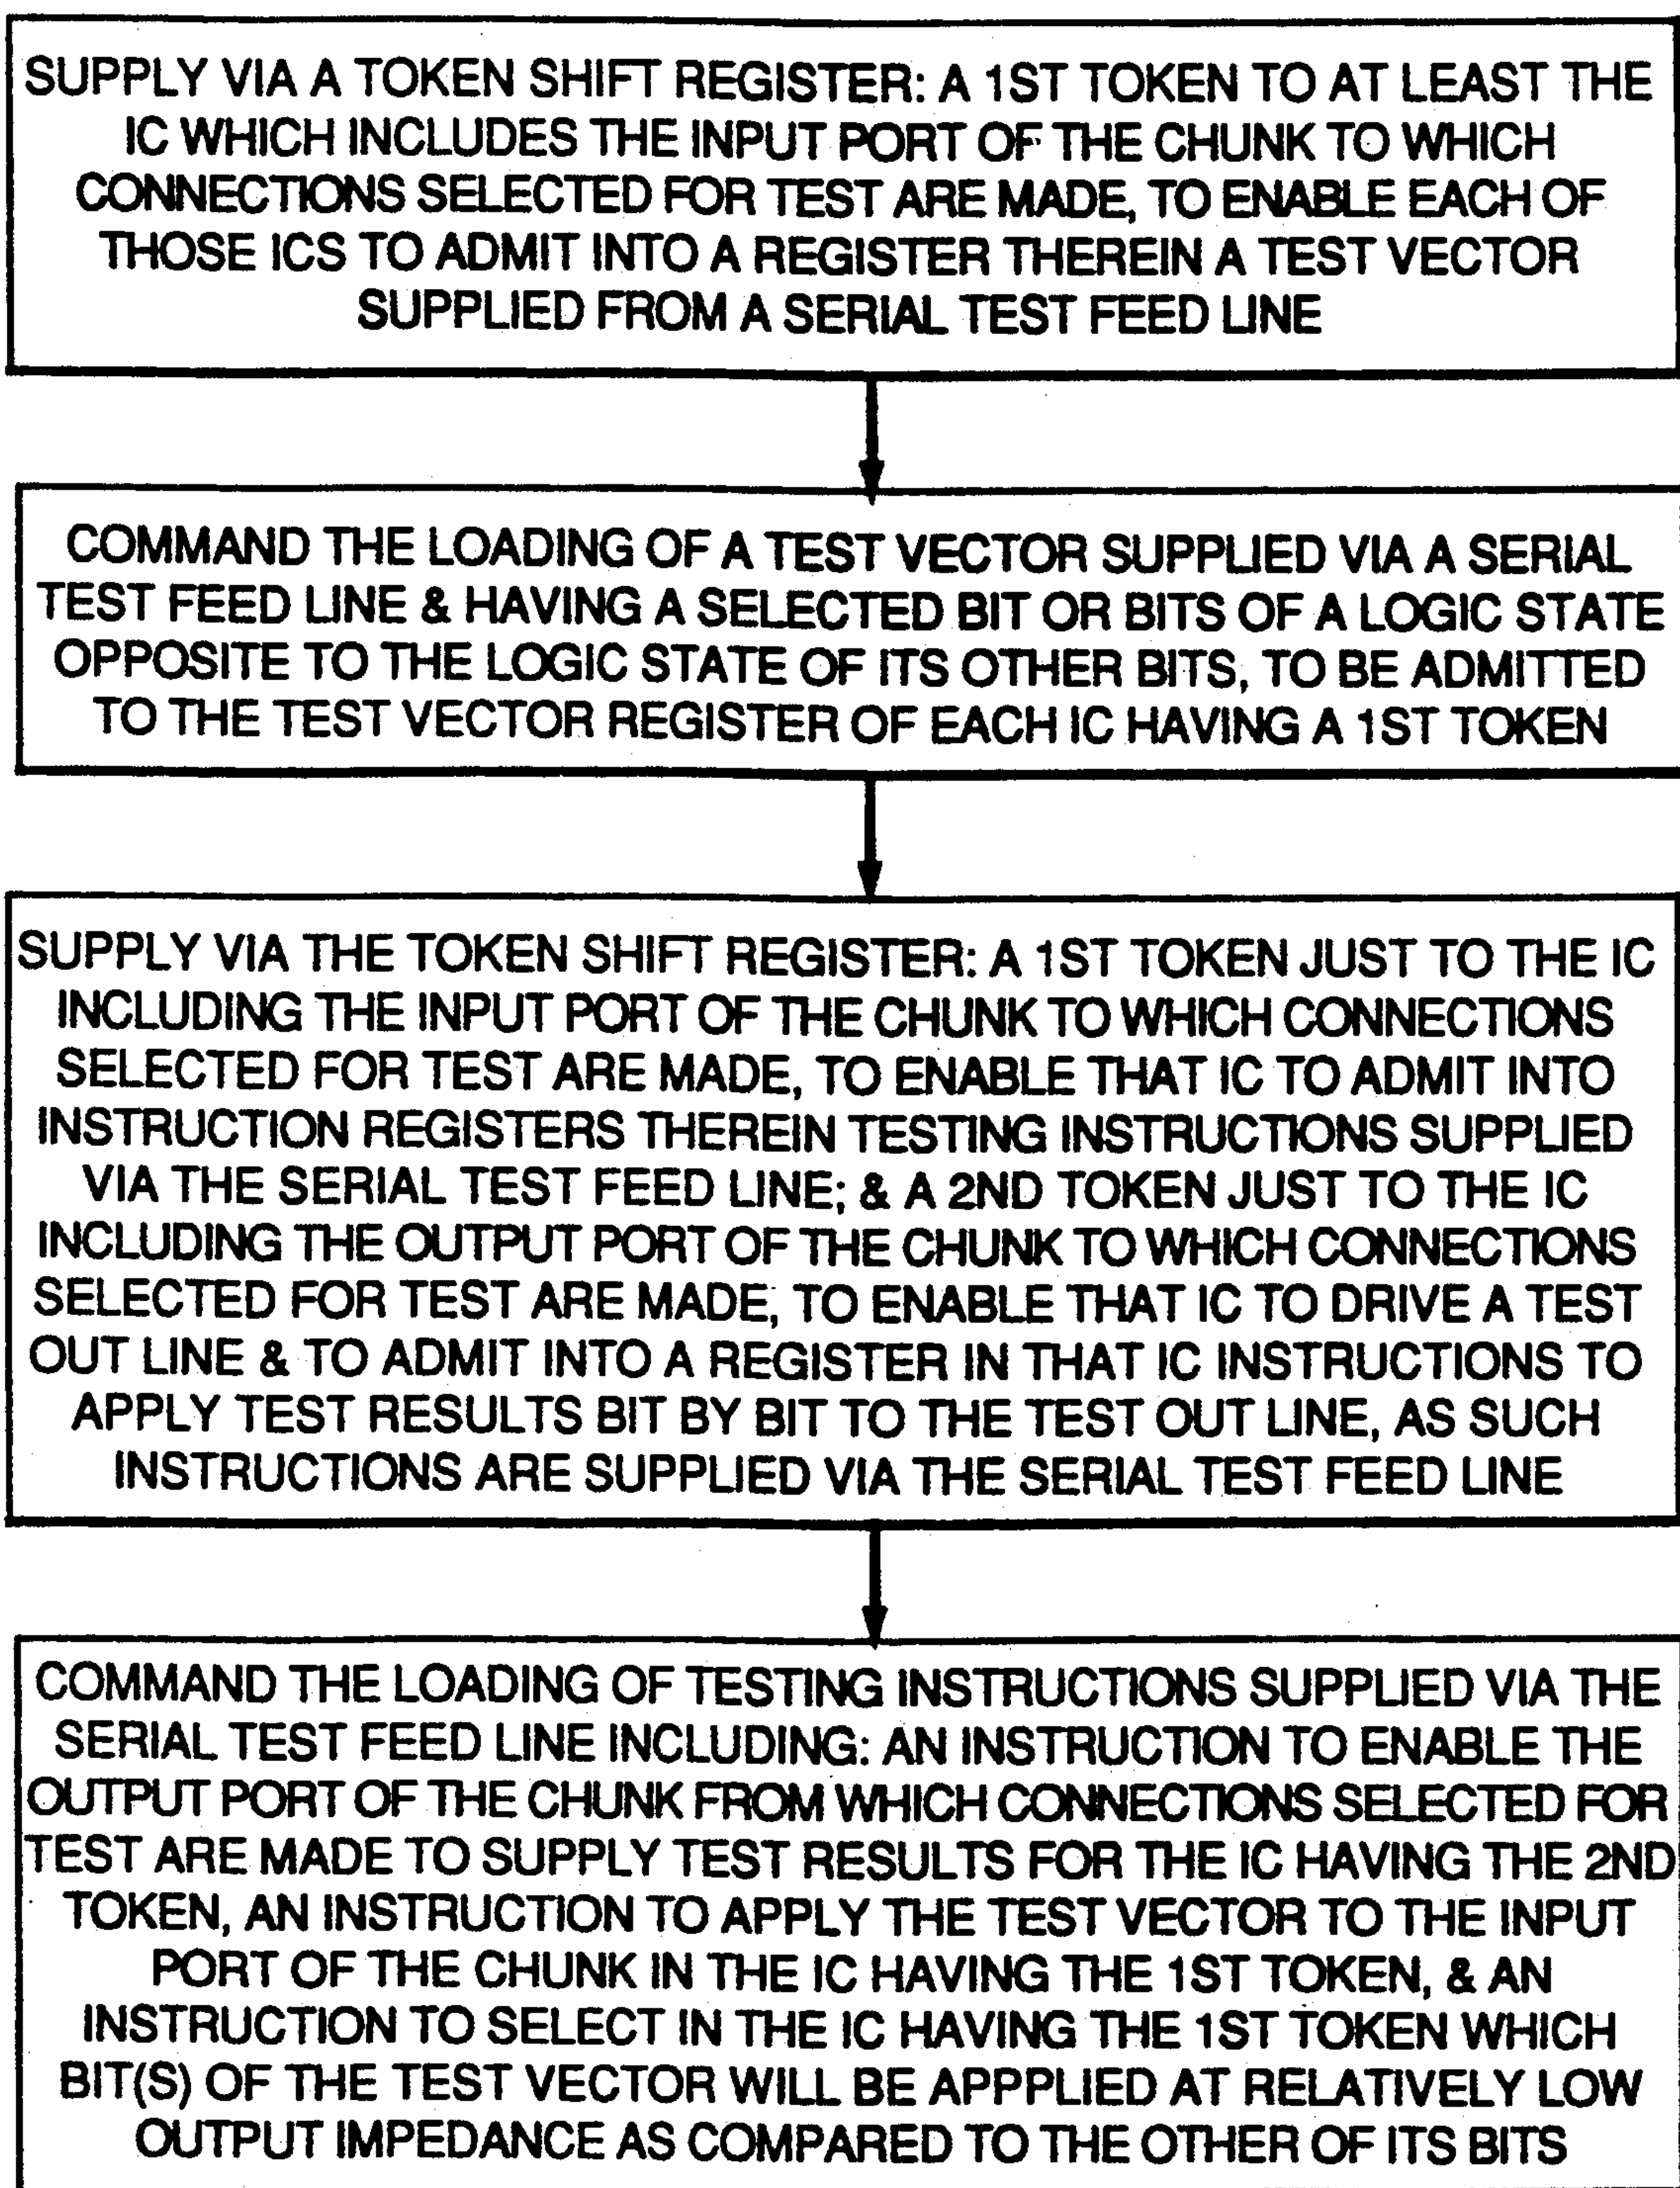 SUPPLY VIA A TOKEN SHIFT REGISTER: A 1ST TOKEN TO AT LEAST THE
IC WHICH INCLUDES THE INPUT PORT OF THE CHUNK TO WHICH
CONNECTIONS SELECTED FOR TEST ARE MADE, TO ENABLE EACH OF
THOSE ICS TO ADMIT INTO A REGISTER THEREIN A TEST VECTOR
SUPPLIED FROM A SERIAL TEST FEED LINE
COMMAND THE LOADING OF A TEST VECTOR SUPPLIED VIA A SERIAL
TEST FEED LINE & HAVING A SELECTED BIT OR BITS OF A LOGIC STATE
OPPOSITE TO THE LOGIC STATE OF ITS OTHER BITS, TO BE ADMITTED
TO THE TEST VECTOR REGISTER OF EACH IC HAVING A 1ST TOKEN
SUPPLY VIA THE TOKEN SHIFT REGISTER: A 1ST TOKEN JUST TO THE IC
INCLUDING THE INPUT PORT OF THE CHUNK TO WHICH CONNECTIONS
SELECTED FOR TEST ARE MADE, TO ENABLE THAT IC TO ADMIT INTO
INSTRUCTION REGISTERS THEREIN TESTING INSTRUCTIONS SUPPLIED
VIA THE SERIAL TEST FEED LINE; & A 2ND TOKEN JUST TO THE IC
INCLUDING THE OUTPUT PORT OF THE CHUNK TO WHICH CONNECTIONS
SELECTED FOR TEST ARE MADE, TO ENABLE THAT IC TO DRIVE A TEST
OUT LINE & TO ADMIT INTO A REGISTER IN THAT IC INSTRUCTIONS TO
APPLY TEST RESULTS BIT BY BIT TO THE TEST OUT LINE, AS SUCH
INSTRUCTIONS ARE SUPPLIED VIA THE SERIAL TEST FEED LINE
COMMAND THE LOADING OF TESTING INSTRUCTIONS SUPPLIED VIA THE
SERIAL TEST FEED LINE INCLUDING: AN INSTRUCTION TO ENABLE THE
OUTPUT PORT OF THE CHUNK FROM WHICH CONNECTIONS SELECTED FOR
TEST ARE MADE TO SUPPLY TEST RESULTS FOR THE IC HAVING THE 2ND
TOKEN, AN INSTRUCTION TO APPLY THE TEST VECTOR TO THE INPUT
PORT OF THE CHUNK IN THE IC HAVING THE 1ST TOKEN, & AN
INSTRUCTION TO SELECT IN THE IC HAVING THE 1ST TOKEN WHICH
BIT(S) OF THE TEST VECTOR WILL BE APPPLIED AT RELATIVELY LOW
OUTPUT IMPEDANCE AS COMPARED TO THE OTHER OF ITS BITS